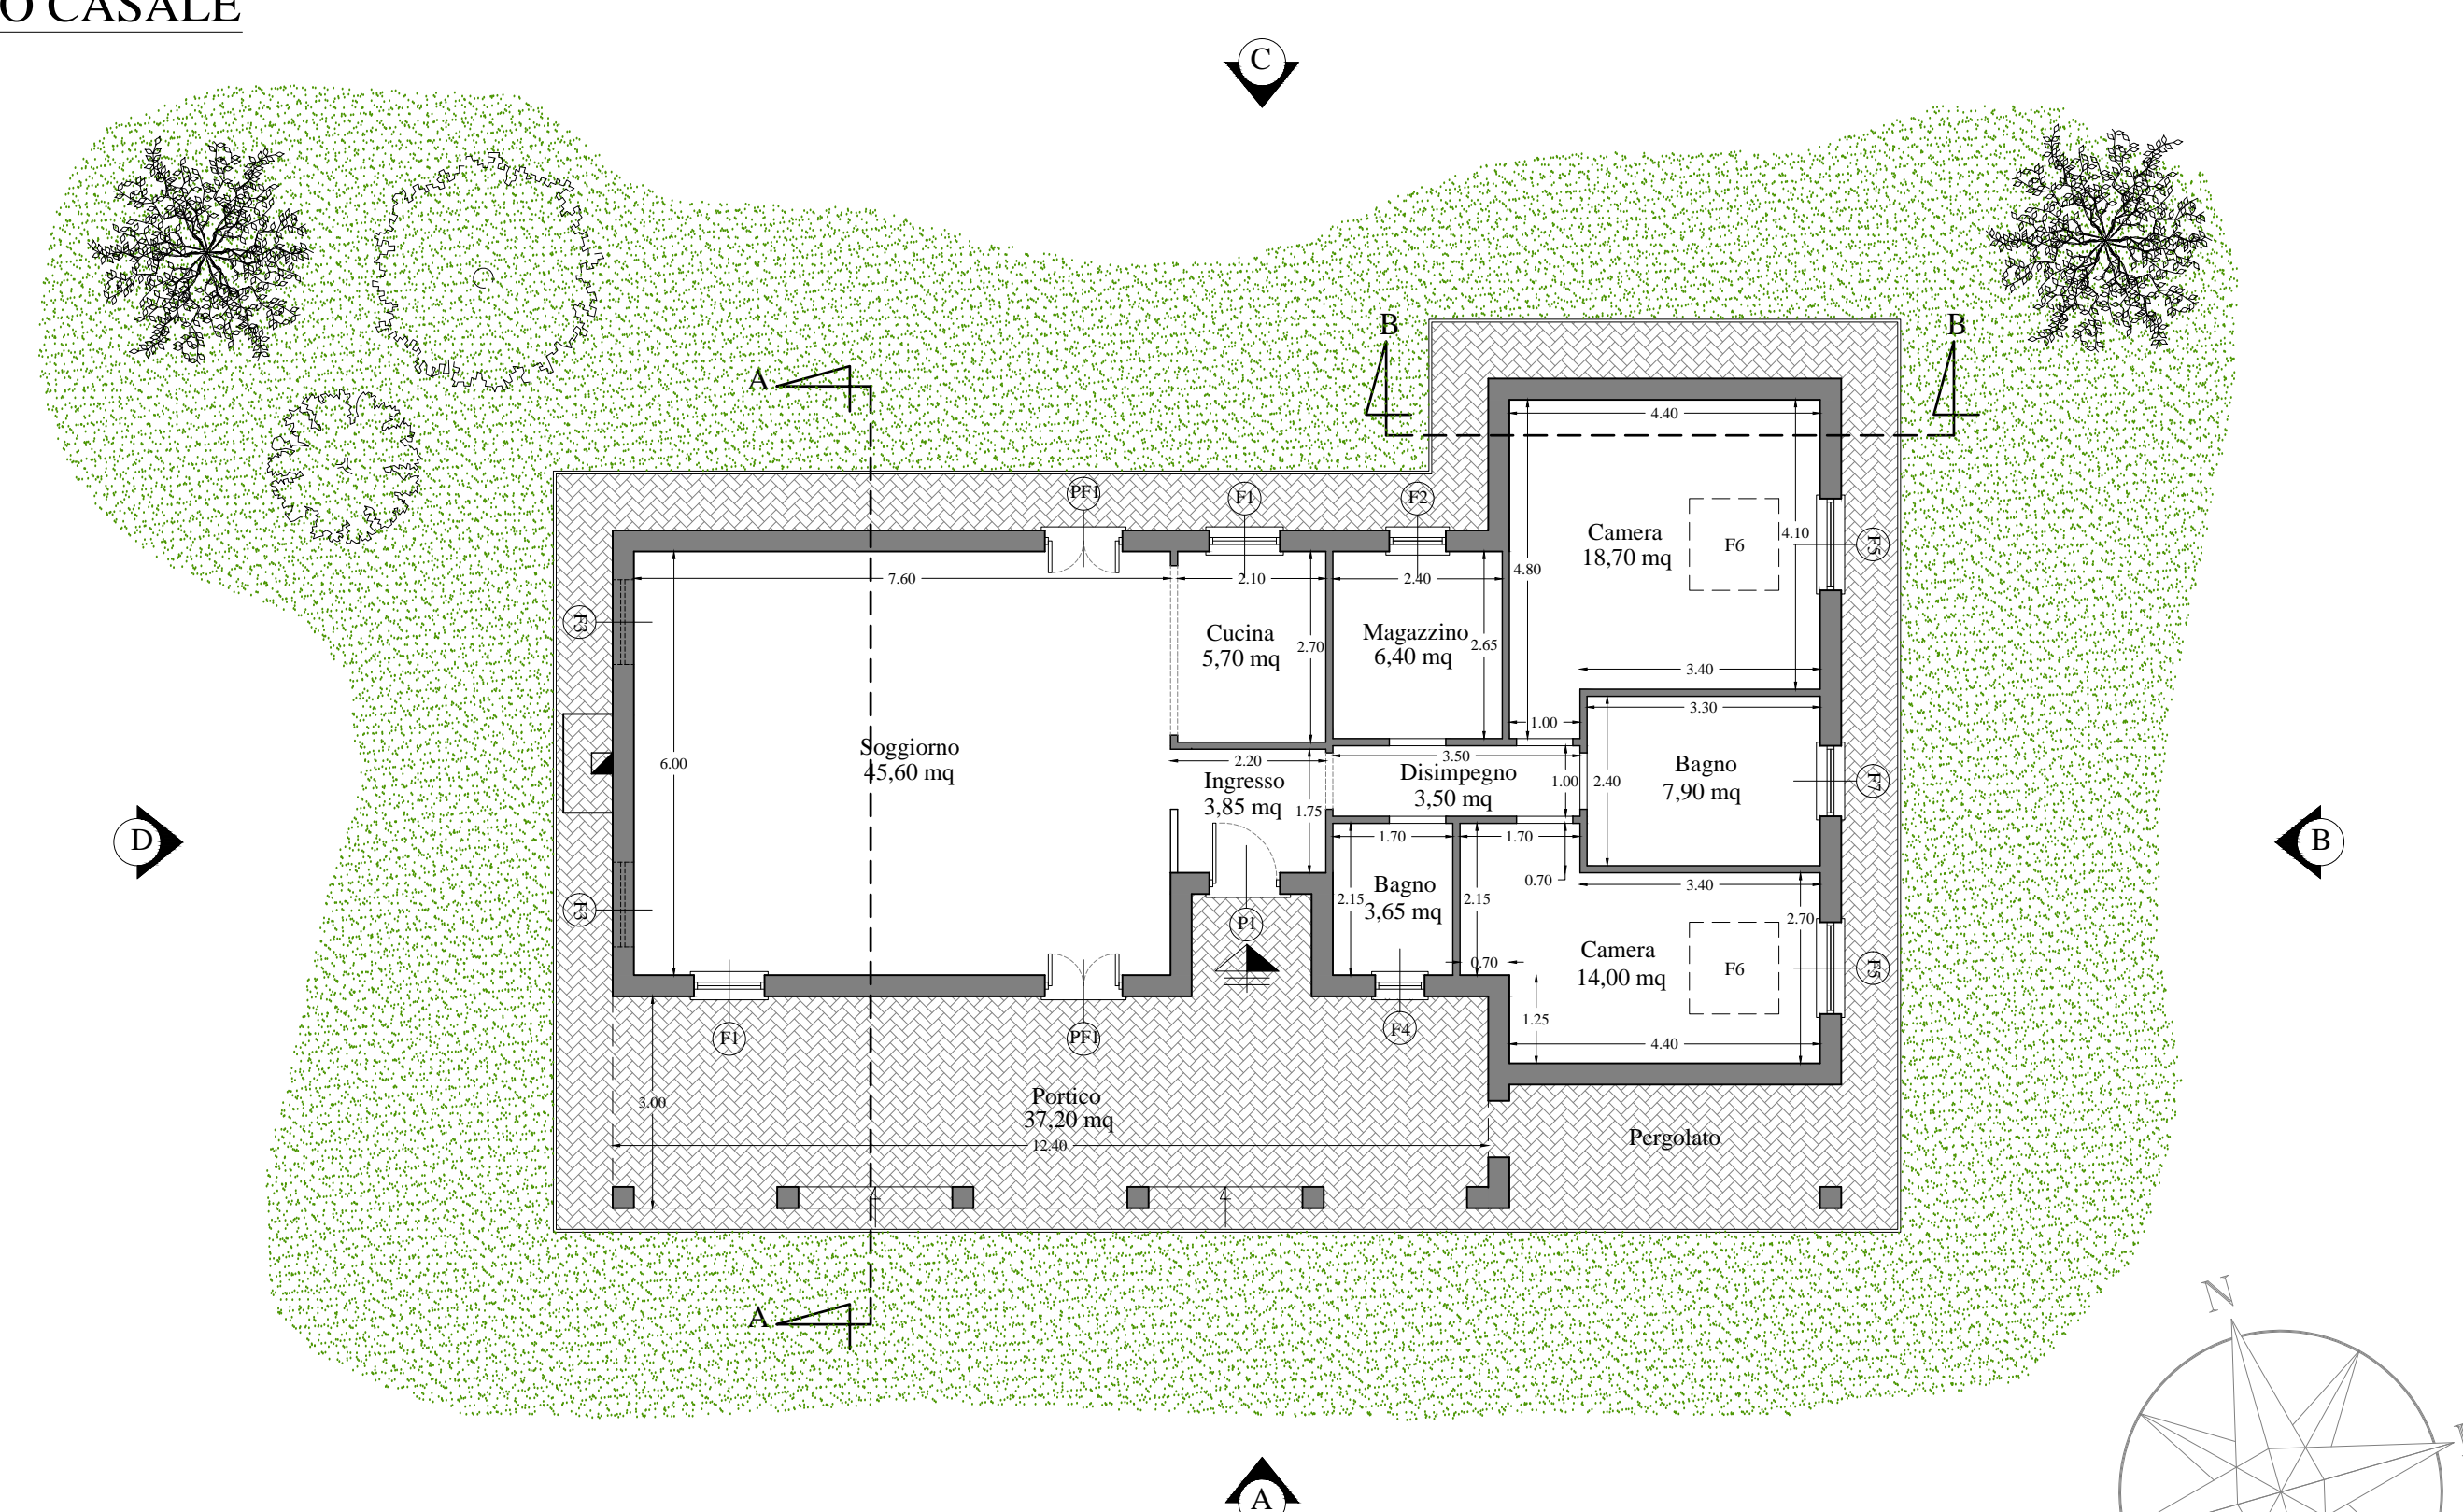 O CASALE
C
B
B
A
4.40
PF1
F1
F2
Camera
18,70 mq
F6
4.10
F5
4.80
7.60
2.10
2.40
F3
Cucina
5,70 mq
2.70
Magazzino
6,40 mq
2.65
3.40
3.30
1.00
Soggiorno
45,60 mq
6.00
2.20
Ingresso
3,85 mq
1.75
3.50
Disimpegno
3,50 mq
1.00
2.40
Bagno
7,90 mq
F7
D
B
1.70
1.70
0.70
3.40
Bagno
3,65 mq
2.15
2.15
F3
P1
2.70
Camera
14,00 mq
F6
F5
0.70
1.25
4.40
F1
PF1
F4
3.00
Portico
37,20 mq
12.40
Pergolato
A
N
A